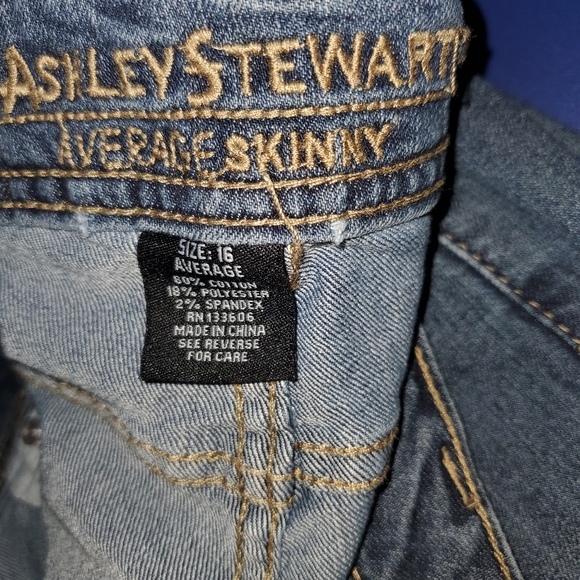 ASHLEY STEWART
AVERAGE SKINNY
SIZE: 16
AVERAGE
80% COTTON
18% POLYESTER
2% SPANDEX
RN 133606
MADE IN CHINA
SEE REVERSE
FOR CARE